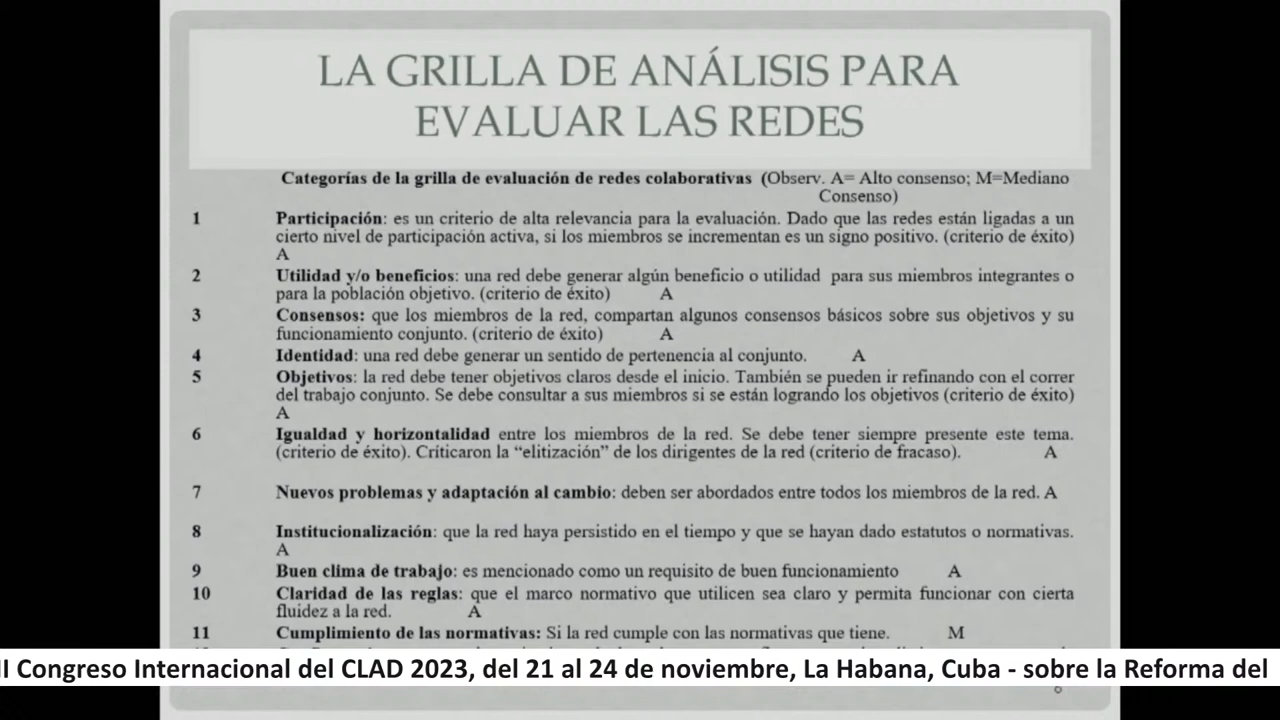 LA GRILLA DE ANÁLISIS PARA
EVALUAR LAS REDES
Categorías de la grilla de evaluación de redes colaborativas (Observ. A= Alto consenso; M=Mediano
Consenso)
1 Participación: es un criterio de alta relevancia para la evaluación. Dado que las redes están ligadas a un
cierto nivel de participación activa, si los miembros se incrementan es un signo positivo. (criterio de éxito)
A
2 Utilidad y/o beneficios: una red debe generar algún beneficio o utilidad para sus miembros integrantes o
para la población objetivo. (criterio de éxito) A
3 Consensos: que los miembros de la red, compartan algunos consensos básicos sobre sus objetivos y su
funcionamiento conjunto. (criterio de éxito) A
4 Identidad: una red debe generar un sentido de pertenencia al conjunto. A
5 Objetivos: la red debe tener objetivos claros desde el inicio. También se pueden ir refinando con el correr
del trabajo conjunto. Se debe consultar a sus miembros si se están logrando los objetivos (criterio de éxito)
A
6 Igualdad y horizontalidad entre los miembros de la red. Se debe tener siempre presente este tema.
(criterio de éxito). Críticaron la “elitización” de los dirigentes de la red (criterio de fracaso). A
7 Nuevos problemas y adaptación al cambio: deben ser abordados entre todos los miembros de la red. A
8 Institucionalización: que la red haya persistido en el tiempo y que se hayan dado estatutos o normativas.
A
9 Buen clima de trabajo: es mencionado como un requisito de buen funcionamiento A
10 Claridad de las reglas: que el marco normativo que utilicen sea claro y permita funcionar con cierta
fluidez a la red. A
11 Cumplimiento de las normativas: Si la red cumple con las normativas que tiene. M
II Congreso Internacional del CLAD 2023, del 21 al 24 de noviembre, La Habana, Cuba - sobre la Reforma del
6